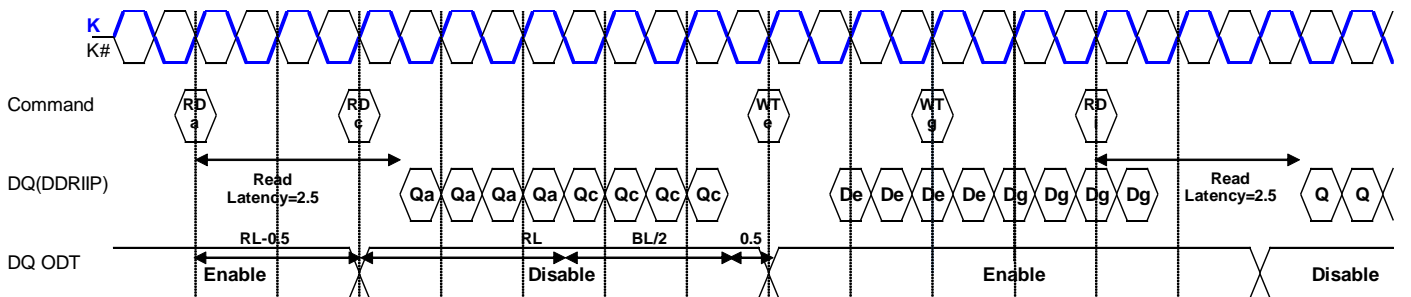 K
K#
Command
RD a
RD c
WT e
WT g
RD i
DQ(DDRIIP)
Read
Latency=2.5
Qa Qa Qa Qa Qc Qc Qc Qc
De De De De Dg Dg Dg Dg
Read
Latency=2.5
Q Q
RL-0.5
RL
BL/2
0.5
DQ ODT
Enable
Disable
Enable
Disable